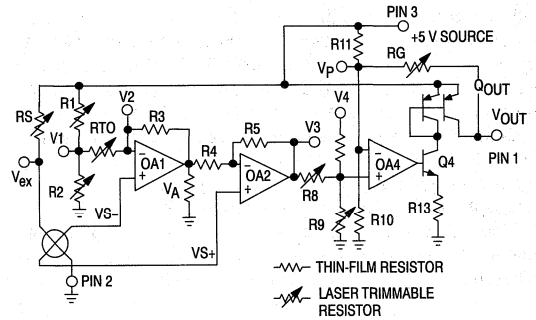 PIN 3
+5 V SOURCE
R11
RG
VP
QOUT
RS
R1
V2
R3
V4
VOUT
V1
RTO
R4
R5
V3
PIN 1
OA1
OA2
OA4
Q4
Vex
R2
VA
R8
VS–
R9
R10
R13
VS+
PIN 2
THIN-FILM RESISTOR
LASER TRIMMABLE
RESISTOR